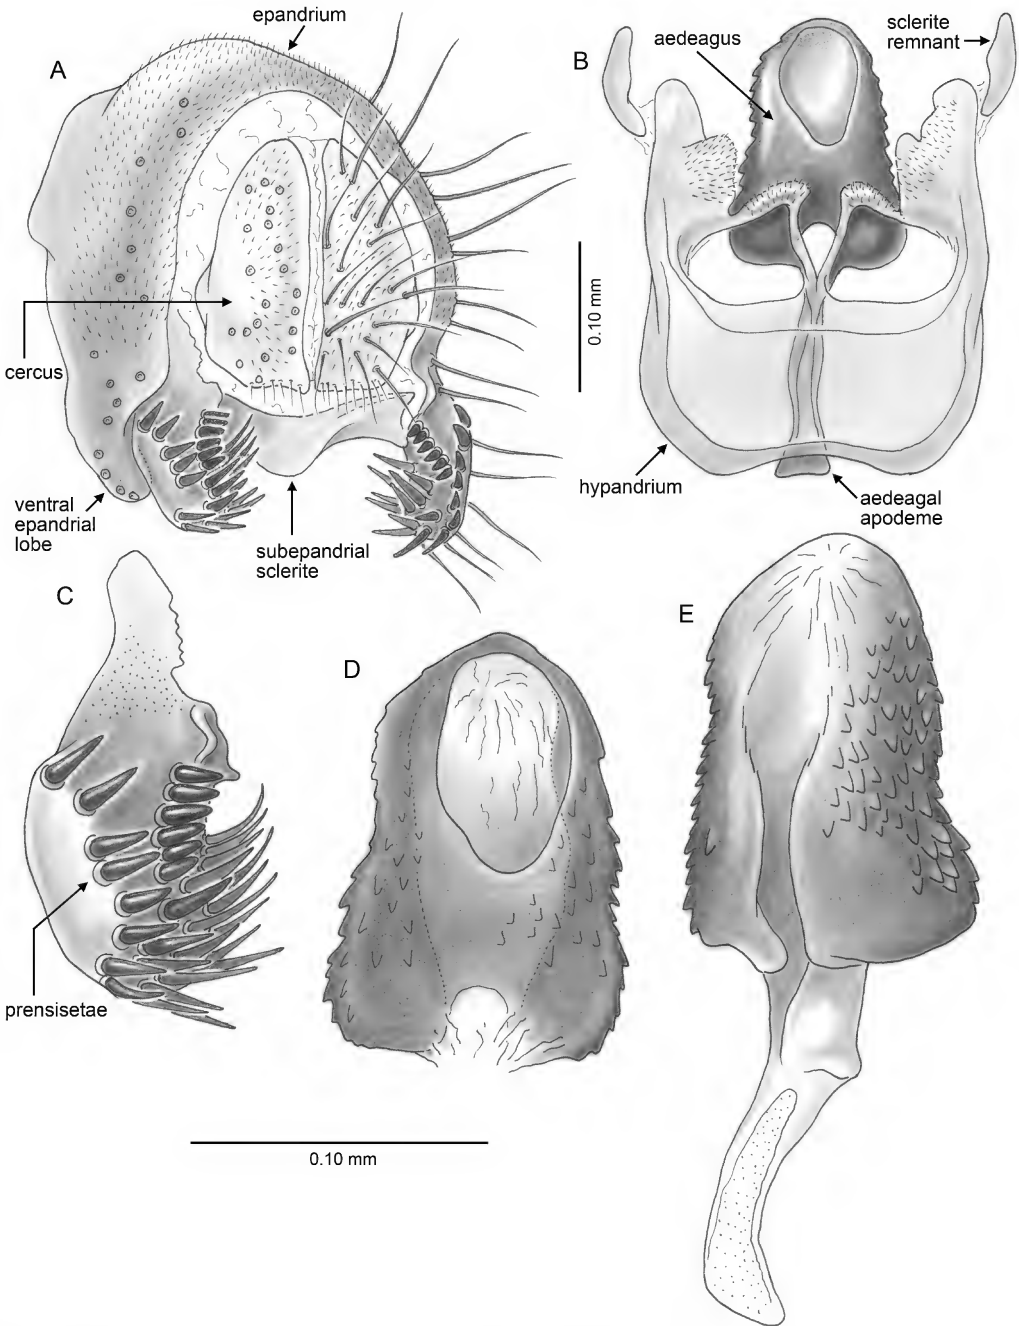 epandrium
A
cercus
ventral
epandrial
lobe
subepandrial
sclerite
B
aedeagus
sclerite
remnant
0.10 mm
hypandrium
aedeagal
apodeme
C
prensisetae
D
E
0.10 mm